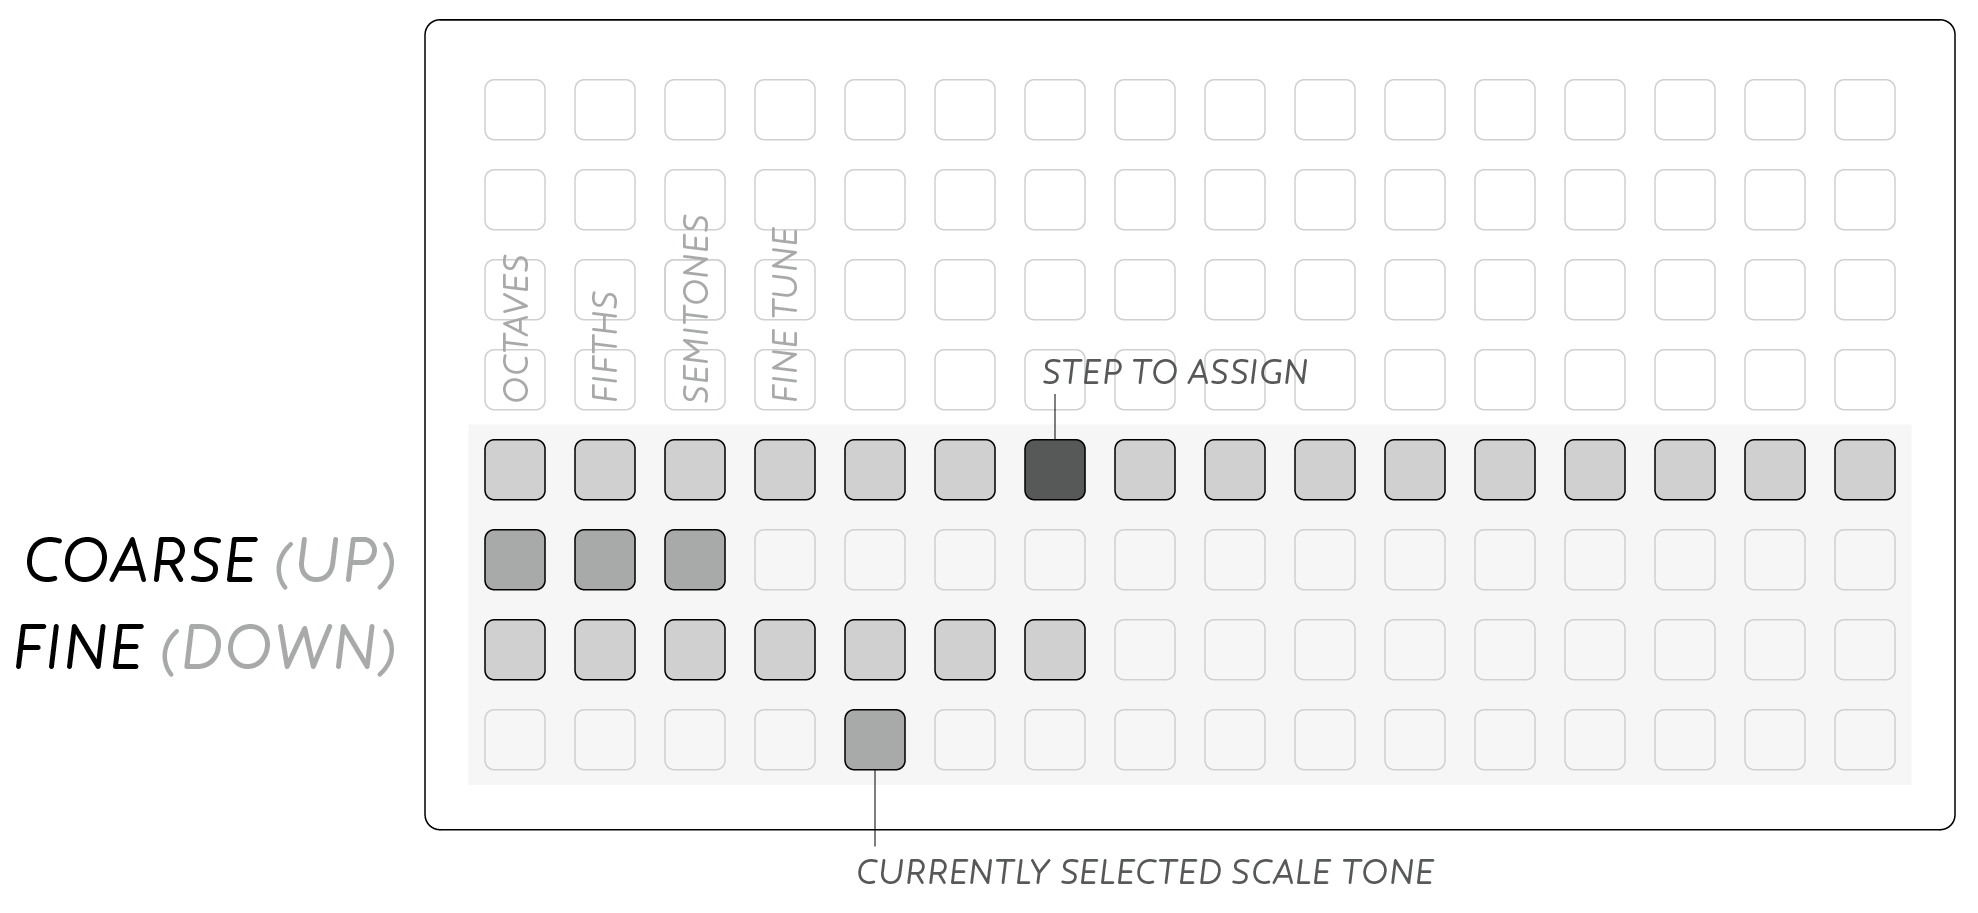 OCTAVES
FIFTHS
SEMITONES
FINE TUNE
STEP TO ASSIGN
COARSE (UP)
FINE (DOWN)
CURRENTLY SELECTED SCALE TONE